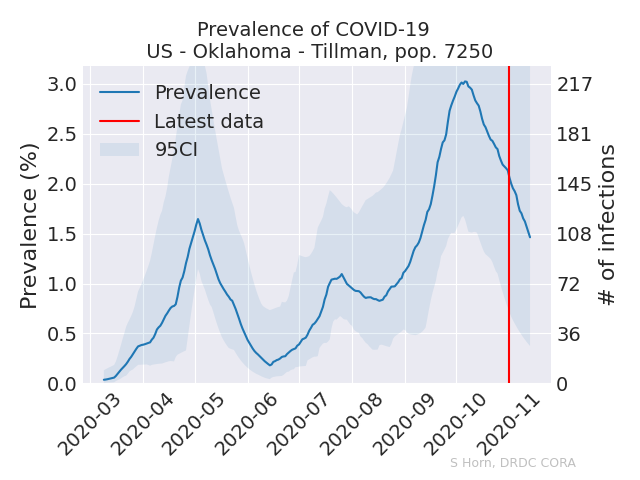 Prevalence of COVID-19
US - Oklahoma - Tillman, pop. 7250
Prevalence
Latest data
95CI
Prevalence (%)
3.0
2.5
2.0
1.5
1.0
0.5
0.0
217
181
145
108
72
36
0
# of infections
2020-03
2020-04
2020-05
2020-06
2020-07
2020-08
2020-09
2020-10
2020-11
S Horn, DRDC CORA